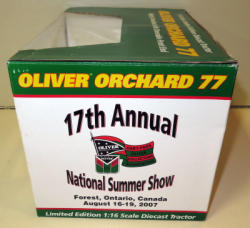 OLIVER ORCHARD 77
17th Annual
OLIVER
National Summer Show
Forest, Ontario, Canada
August 16-19, 2007
Limited Edition 1:16 Scale Diecast Tractor